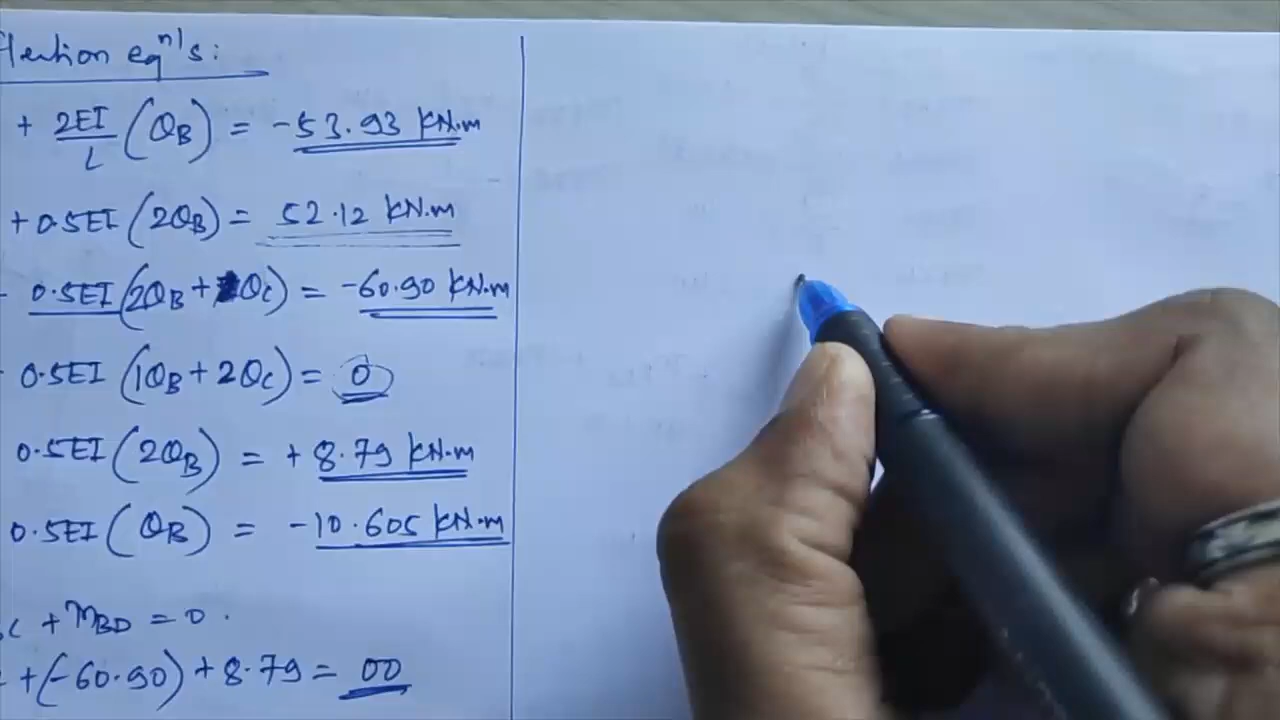 flection eqn's:
+ 2EI/L (θB) = -53.93 KN.m
+0.5EI (2θB) = 52.12 KN.m
0.5EI (2θB + θC) = -60.90 KN.m
0.5EI (1θB + 2θC) = 0
0.5EI (2θB) = +8.79 KN.m
0.5EI (θB) = -10.605 KN.m
+ MBD = 0.
+ (-60.90) + 8.79 = 00